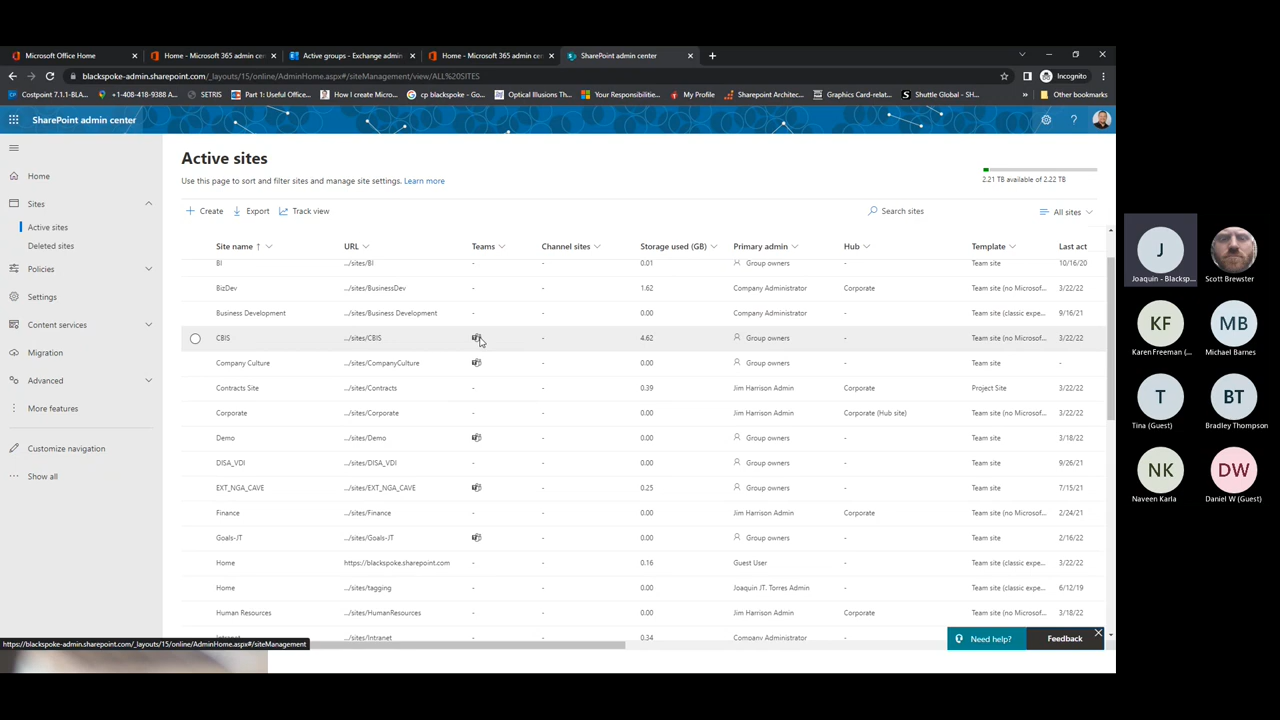 Microsoft Office Home
Home - Microsoft 365 admin cen
Active groups - Exchange admin
Home - Microsoft 365 admin cen
SharePoint admin center
blackspoke-admin.sharepoint.com/_layouts/15/online/AdminHome.aspx#/siteManagement/view/ALL%20SITES
Incognito
Costpoint 7.1.1-BLA...
+1-408-418-9388 A...
SETRIS
Part 1: Useful Office...
How I create Micro...
cp blackspoke - Go...
Optical Illusions Th...
Your Responsibilitie...
My Profile
Sharepoint Architec...
Graphics Card-relat...
Shuttle Global - SH...
Other bookmarks
SharePoint admin center
Home
Sites
Active sites
Deleted sites
Policies
Settings
Content services
Migration
Advanced
More features
Customize navigation
Show all
Active sites
Use this page to sort and filter sites and manage site settings. Learn more
2.21 TB available of 2.22 TB
Create Export Track view
Search sites
All sites
Site name ↑ URL Teams Channel sites Storage used (GB) Primary admin Hub Template Last act
BI .../sites/BI - - 0.01 Group owners - Team site 10/16/20
BizDev .../sites/BusinessDev - - 1.62 Company Administrator Corporate Team site (no Microsof... 3/22/22
Business Development .../sites/Business Development - - 0.00 Company Administrator - Team site (classic expe... 9/16/21
CBIS .../sites/CBIS - 4.62 Group owners - Team site (no Microsof... 3/22/22
Company Culture .../sites/CompanyCulture - 0.00 Group owners - Team site -
Contracts Site .../sites/Contracts - - 0.39 Jim Harrison Admin Corporate Project Site 3/22/22
Corporate .../sites/Corporate - - 0.00 Jim Harrison Admin Corporate (Hub site) Team site (no Microsof... 3/22/22
Demo .../sites/Demo - 0.00 Group owners - Team site 3/18/22
DISA_VDI .../sites/DISA_VDI - - 0.00 Group owners - Team site 9/26/21
EXT_NGA_CAVE .../sites/EXT_NGA_CAVE - 0.25 Group owners - Team site 7/15/21
Finance .../sites/Finance - - 0.00 Jim Harrison Admin Corporate Team site (no Microsof... 2/24/21
Goals-JT .../sites/Goals-JT - 0.00 Group owners - Team site 2/16/22
Home https://blackspoke.sharepoint.com - - 0.16 Guest User - Team site (classic expe... 3/22/22
Home .../sites/tagging - - 0.00 Joaquin JT. Torres Admin - Team site (classic expe... 6/12/19
Human Resources .../sites/HumanResources - - 0.00 Jim Harrison Admin Corporate Team site (no Microsof... 3/18/22
Intranet .../sites/Intranet - - 0.34 Company Administrator - Team site (classic expe... 3/22/22
https://blackspoke-admin.sharepoint.com/_layouts/15/online/AdminHome.aspx#/siteManagement
Need help?
Feedback
J
Joaquin - Blacksp...
Scott Brewster
KF
Karen Freeman (...
MB
Michael Barnes
T
Tina (Guest)
BT
Bradley Thompson
NK
Naveen Karla
DW
Daniel W (Guest)